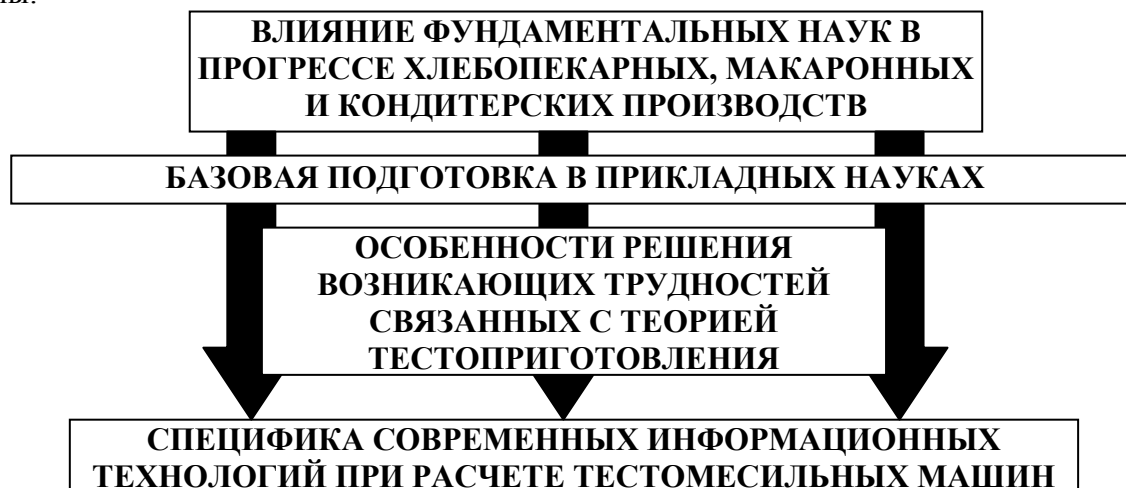 ВЛИЯНИЕ ФУНДАМЕНТАЛЬНЫХ НАУК В
ПРОГРЕССЕ ХЛЕБОПЕКАРНЫХ, МАКАРОННЫХ
И КОНДИТЕРСКИХ ПРОИЗВОДСТВ
БАЗОВАЯ ПОДГОТОВКА В ПРИКЛАДНЫХ НАУКАХ
ОСОБЕННОСТИ РЕШЕНИЯ
ВОЗНИКАЮЩИХ ТРУДНОСТЕЙ
СВЯЗАННЫХ С ТЕОРИЕЙ
ТЕСТОПРИГОТОВЛЕНИЯ
СПЕЦИФИКА СОВРЕМЕННЫХ ИНФОРМАЦИОННЫХ
ТЕХНОЛОГИЙ ПРИ РАСЧЕТЕ ТЕСТОМЕСИЛЬНЫХ МАШИН